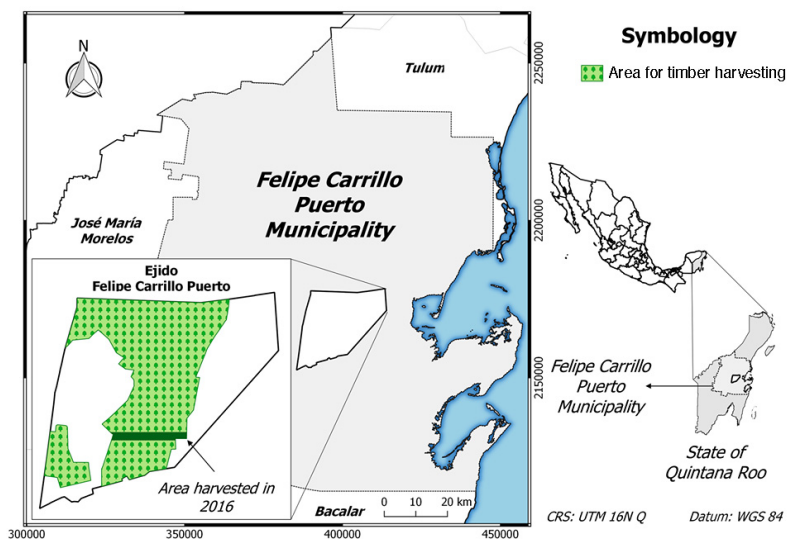 Symbology
Area for timber harvesting
N
Tulum
Felipe Carrillo
Puerto
Municipality
José María
Morelos
Ejido
Felipe Carrillo Puerto
Area harvested in
2016
Bacalar
0 10 20 km
300000 350000 400000 450000
2250000
2200000
2150000
Felipe Carrillo
Puerto
Municipality
State of
Quintana Roo
CRS: UTM 16N Q Datum: WGS 84